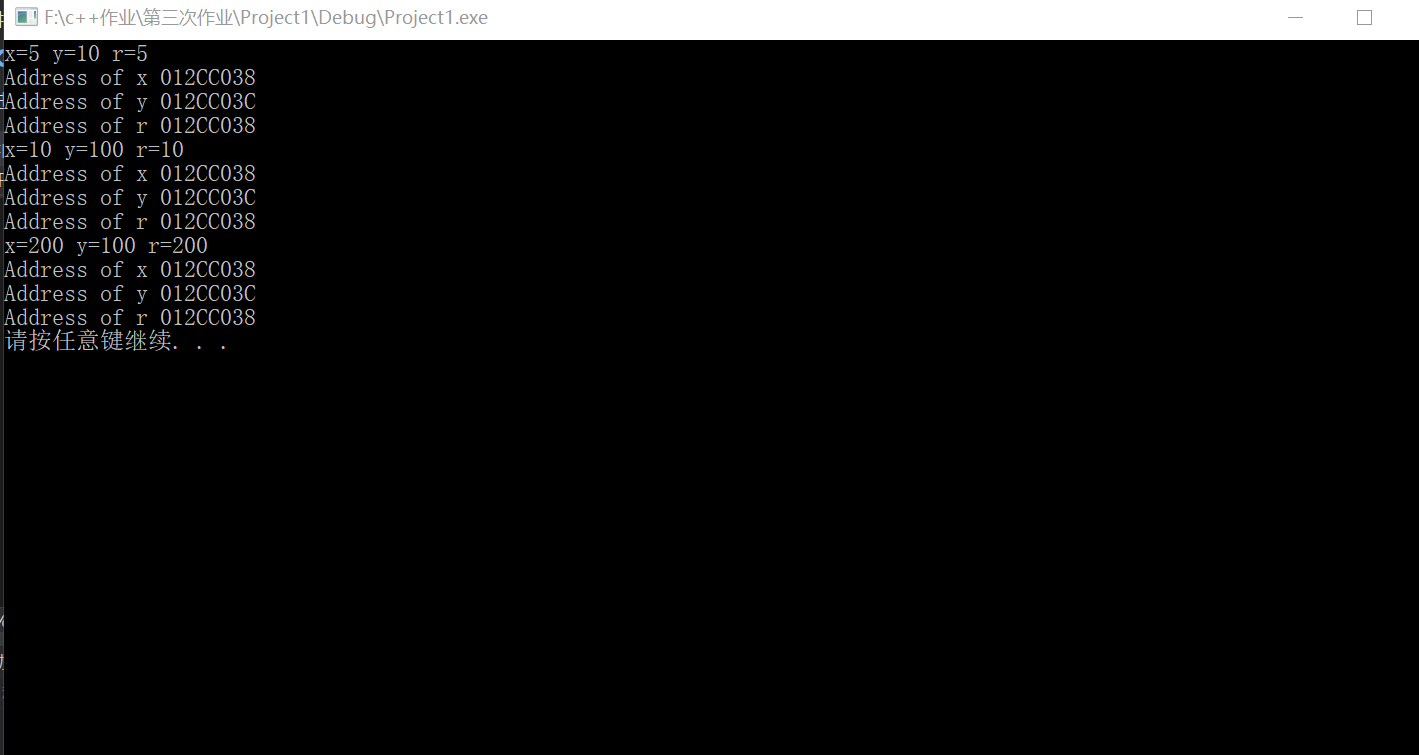 F:\c++作业\第三次作业\Project1\Debug\Project1.exe
x=5 y=10 r=5
Address of x 012CC038
Address of y 012CC03C
Address of r 012CC038
x=10 y=100 r=10
Address of x 012CC038
Address of y 012CC03C
Address of r 012CC038
x=200 y=100 r=200
Address of x 012CC038
Address of y 012CC03C
Address of r 012CC038
请按任意键继续. . .